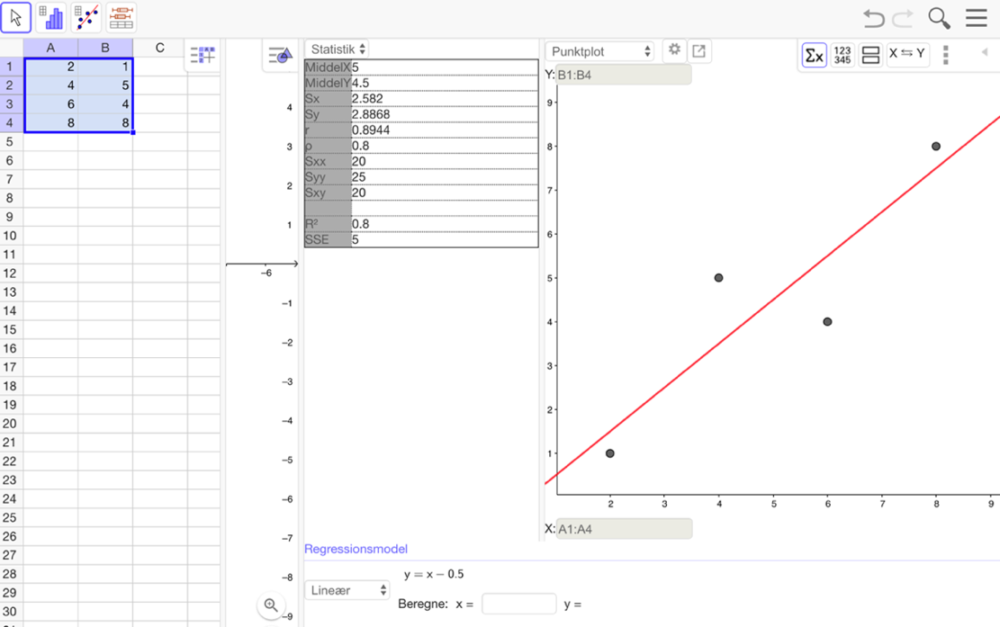 123
345
X ⇆ Y
Σx
A B C
1 2 1
2 4 5
3 6 4
4 8 8
5
6
7
8
9
10
11
12
13
14
15
16
17
18
19
20
21
22
23
24
25
26
27
28
29
30
4
3
2
1
−6
−1
−2
−3
−4
−5
−6
−7
−8
−9
Statistik
MiddelX 5
MiddelY 4.5
Sx 2.582
Sy 2.8868
r 0.8944
ρ 0.8
Sxx 20
Syy 25
Sxy 20
R² 0.8
SSE 5
Punktplot
Y: B1:B4
9
8
7
6
5
4
3
2
1
2 3 4 5 6 7 8 9
X: A1:A4
Regressionsmodel
y = x − 0.5
Lineær
Beregne: x = y =